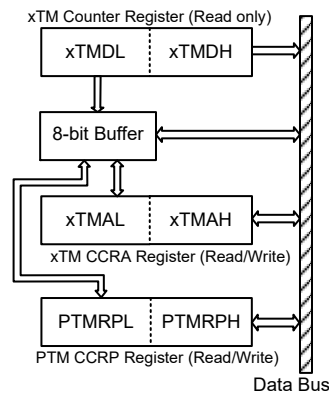 xTM Counter Register (Read only)
xTMDL xTMDH
8-bit Buffer
xTMAL xTMAH
xTM CCRA Register (Read/Write)
PTMRPL PTMRPH
PTM CCRP Register (Read/Write)
Data Bus